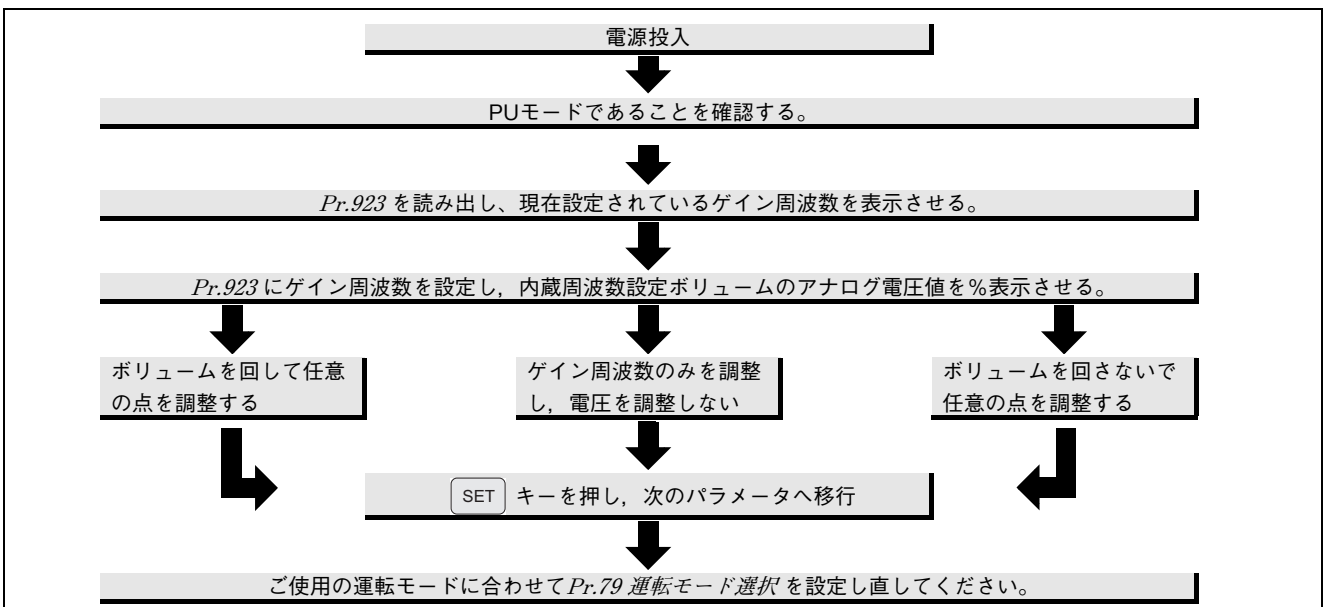 電源投入
PUモードであることを確認する。
Pr.923 を読み出し、現在設定されているゲイン周波数を表示させる。
Pr.923 にゲイン周波数を設定し，内蔵周波数設定ボリュームのアナログ電圧値を％表示させる。
ボリュームを回して任意
の点を調整する
ゲイン周波数のみを調整
し，電圧を調整しない
ボリュームを回さないで
任意の点を調整する
SET キーを押し，次のパラメータへ移行
ご使用の運転モードに合わせてPr.79 運転モード選択 を設定し直してください。